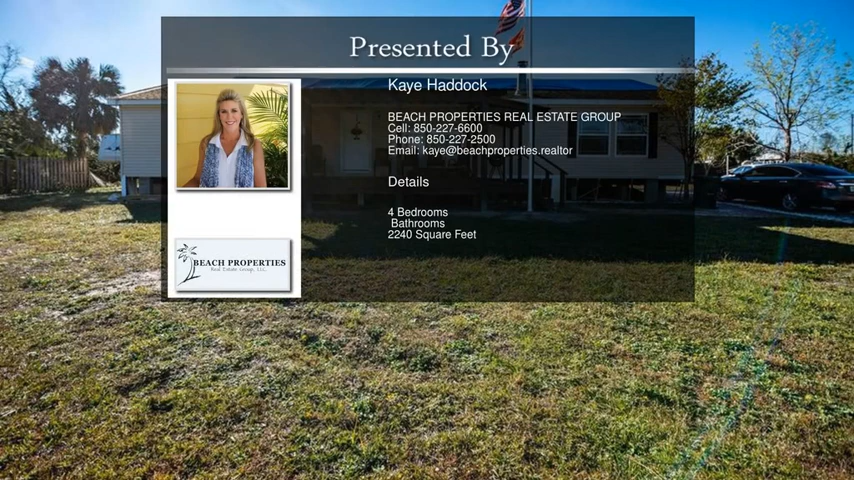 Presented By
Kaye Haddock
BEACH PROPERTIES REAL ESTATE GROUP
Cell: 850-227-6600
Phone: 850-227-2500
Email: kaye@beachproperties.realtor
Details
4 Bedrooms
Bathrooms
2240 Square Feet
BEACH PROPERTIES
Real Estate Group, LLC.